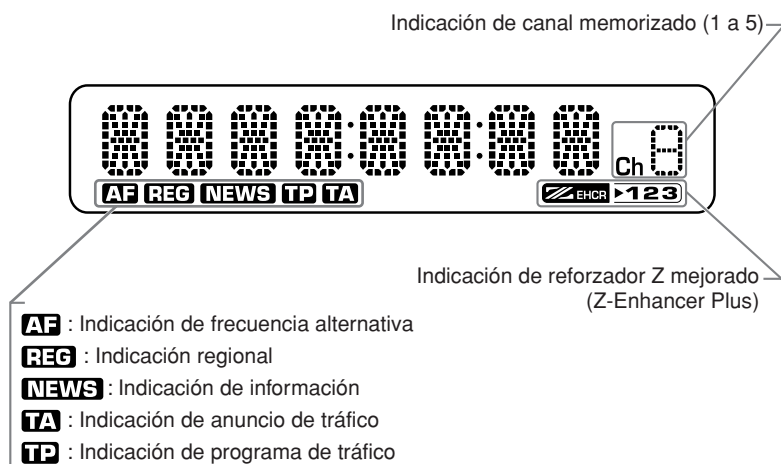 Indicación de canal memorizado (1 a 5)
Ch
AF REG NEWS TP TA
Z EHCR ▶123
Indicación de reforzador Z mejorado
(Z-Enhancer Plus)
AF : Indicación de frecuencia alternativa
REG : Indicación regional
NEWS : Indicación de información
TA : Indicación de anuncio de tráfico
TP : Indicación de programa de tráfico